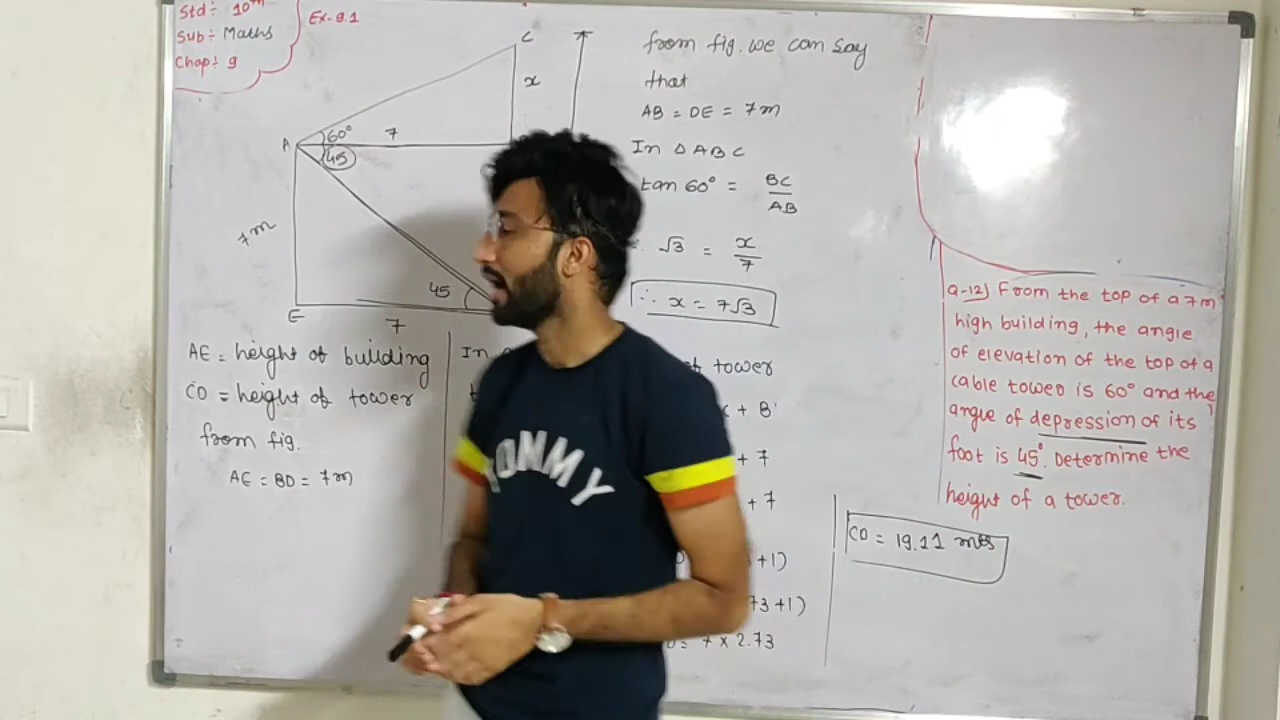 Std÷ 10th
Sub÷ Maths
Chap÷ 9
Ex-9.1
C
x
A
60°
7
45
7m
45
E
7
AE = height of building
CD = height of tower
from fig.
AE = BD = 7m
In
from fig. we can say
that
AB = DE = 7m
In △ ABC
tan 60° = BC
AB
√3 = x
7
∴ x = 7√3
of tower
+ B
+ 7
+ 7
+1)
73 +1)
= 7 x 2.73
CD = 19.11 mts
Q-12) From the top of a 7m
high building, the angle
of elevation of the top of a
cable towed is 60° and the
angle of depression of its
foot is 45°. Determine the
height of a tower.
TOMMY